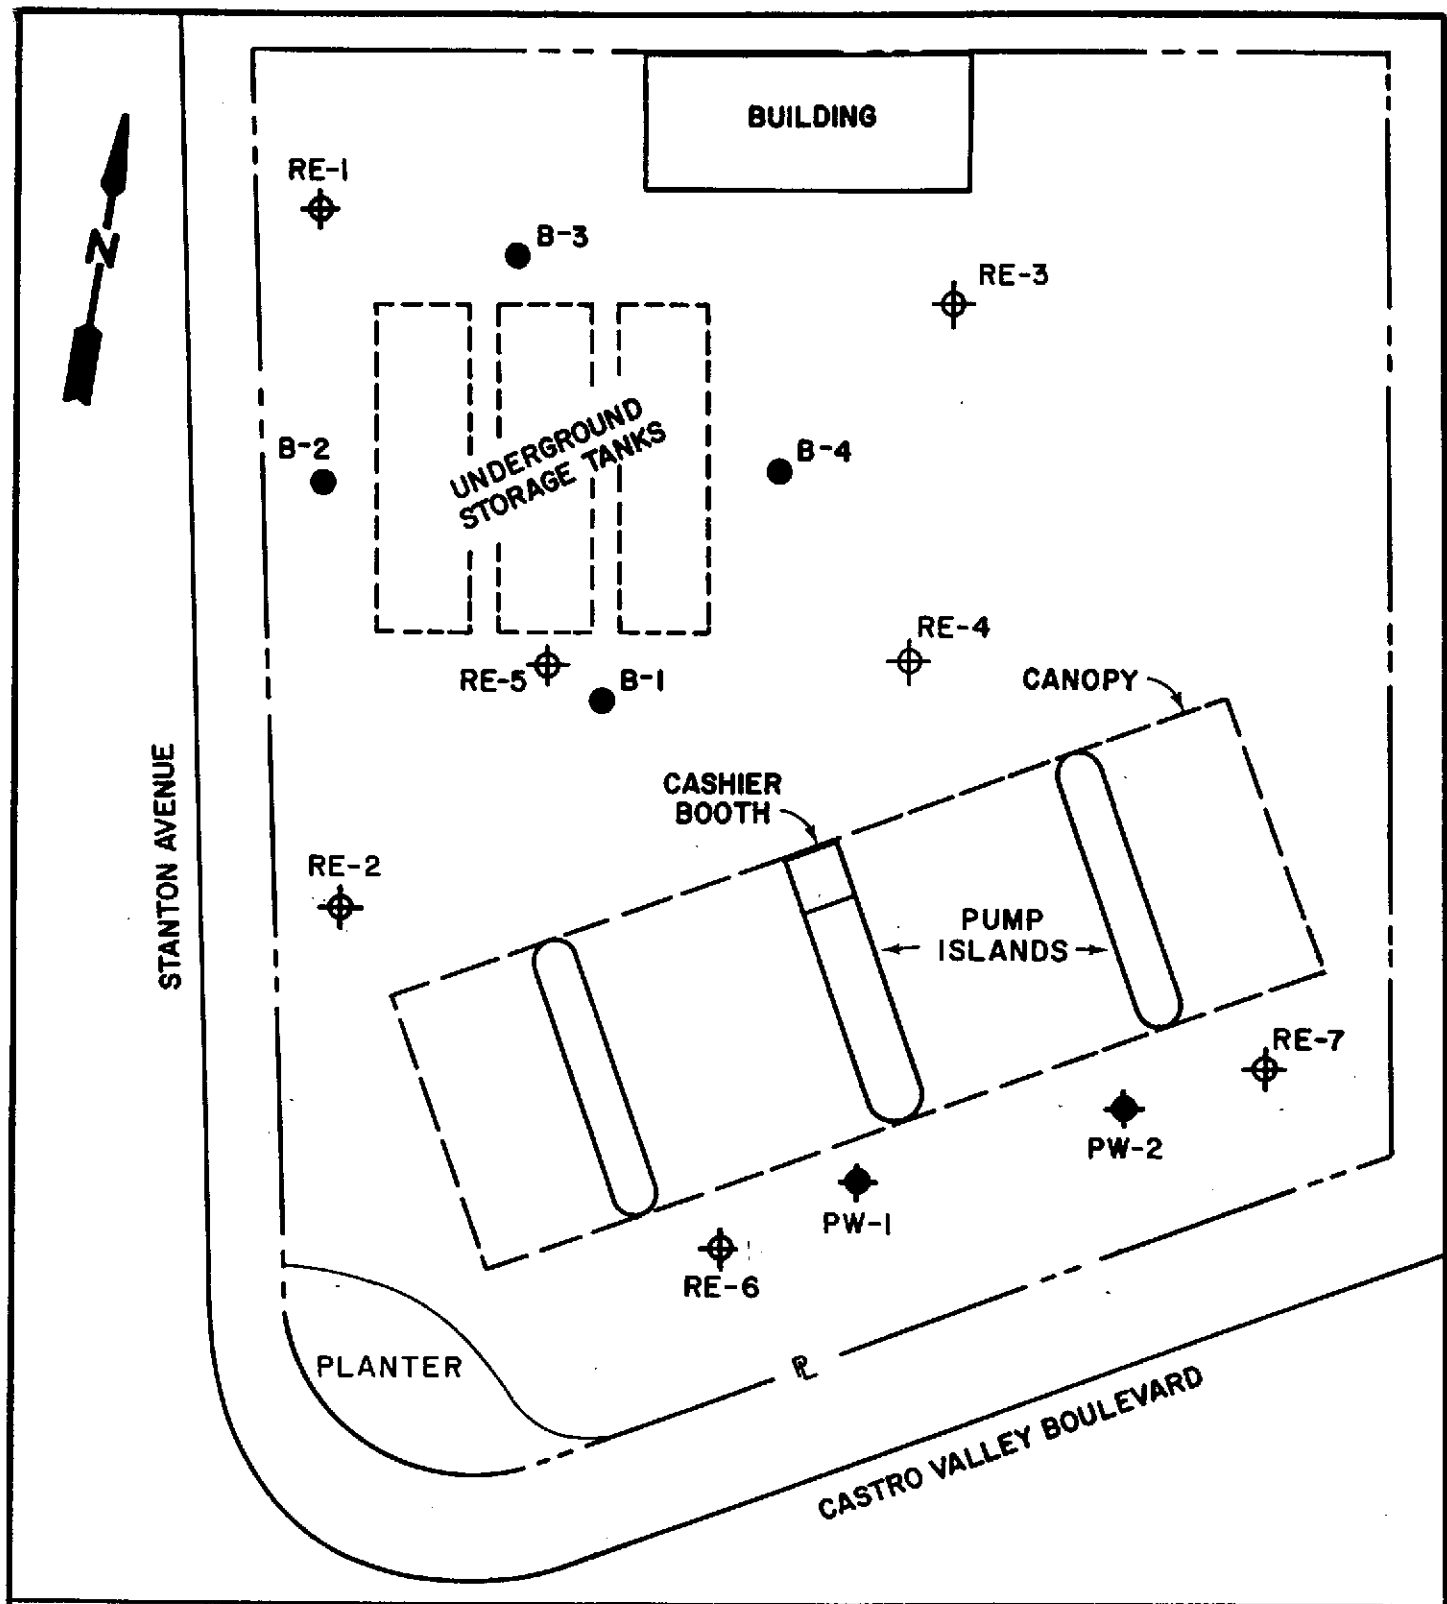 BUILDING
RE-1
B-3
N
RE-3
UNDERGROUND
STORAGE TANKS
B-2
B-4
RE-4
RE-5
B-1
CANOPY
STANTON AVENUE
CASHIER
BOOTH
RE-2
PUMP
ISLANDS
RE-7
PW-2
PW-1
RE-6
PLANTER
PL
CASTRO VALLEY BOULEVARD